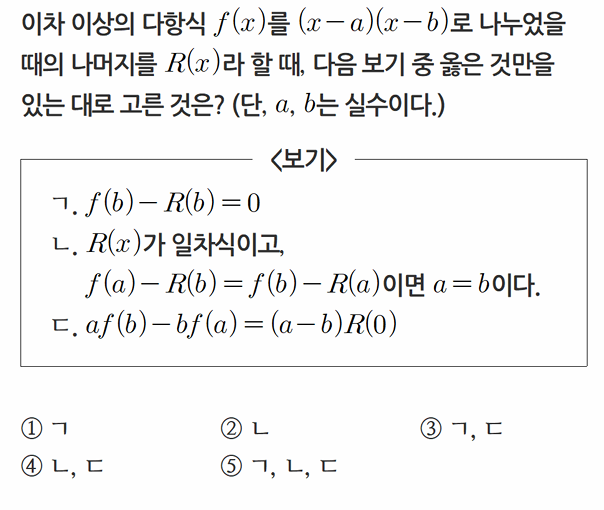 이차 이상의 다항식 f(x)를 (x-a)(x-b)로 나누었을
때의 나머지를 R(x)라 할 때, 다음 보기 중 옳은 것만을
있는 대로 고른 것은? (단, a, b는 실수이다.)
<보기>
ㄱ. f(b)-R(b)=0
ㄴ. R(x)가 일차식이고,
f(a)-R(b)=f(b)-R(a)이면 a=b이다.
ㄷ. af(b)-bf(a)=(a-b)R(0)
① ㄱ ② ㄴ ③ ㄱ, ㄷ
④ ㄴ, ㄷ ⑤ ㄱ, ㄴ, ㄷ